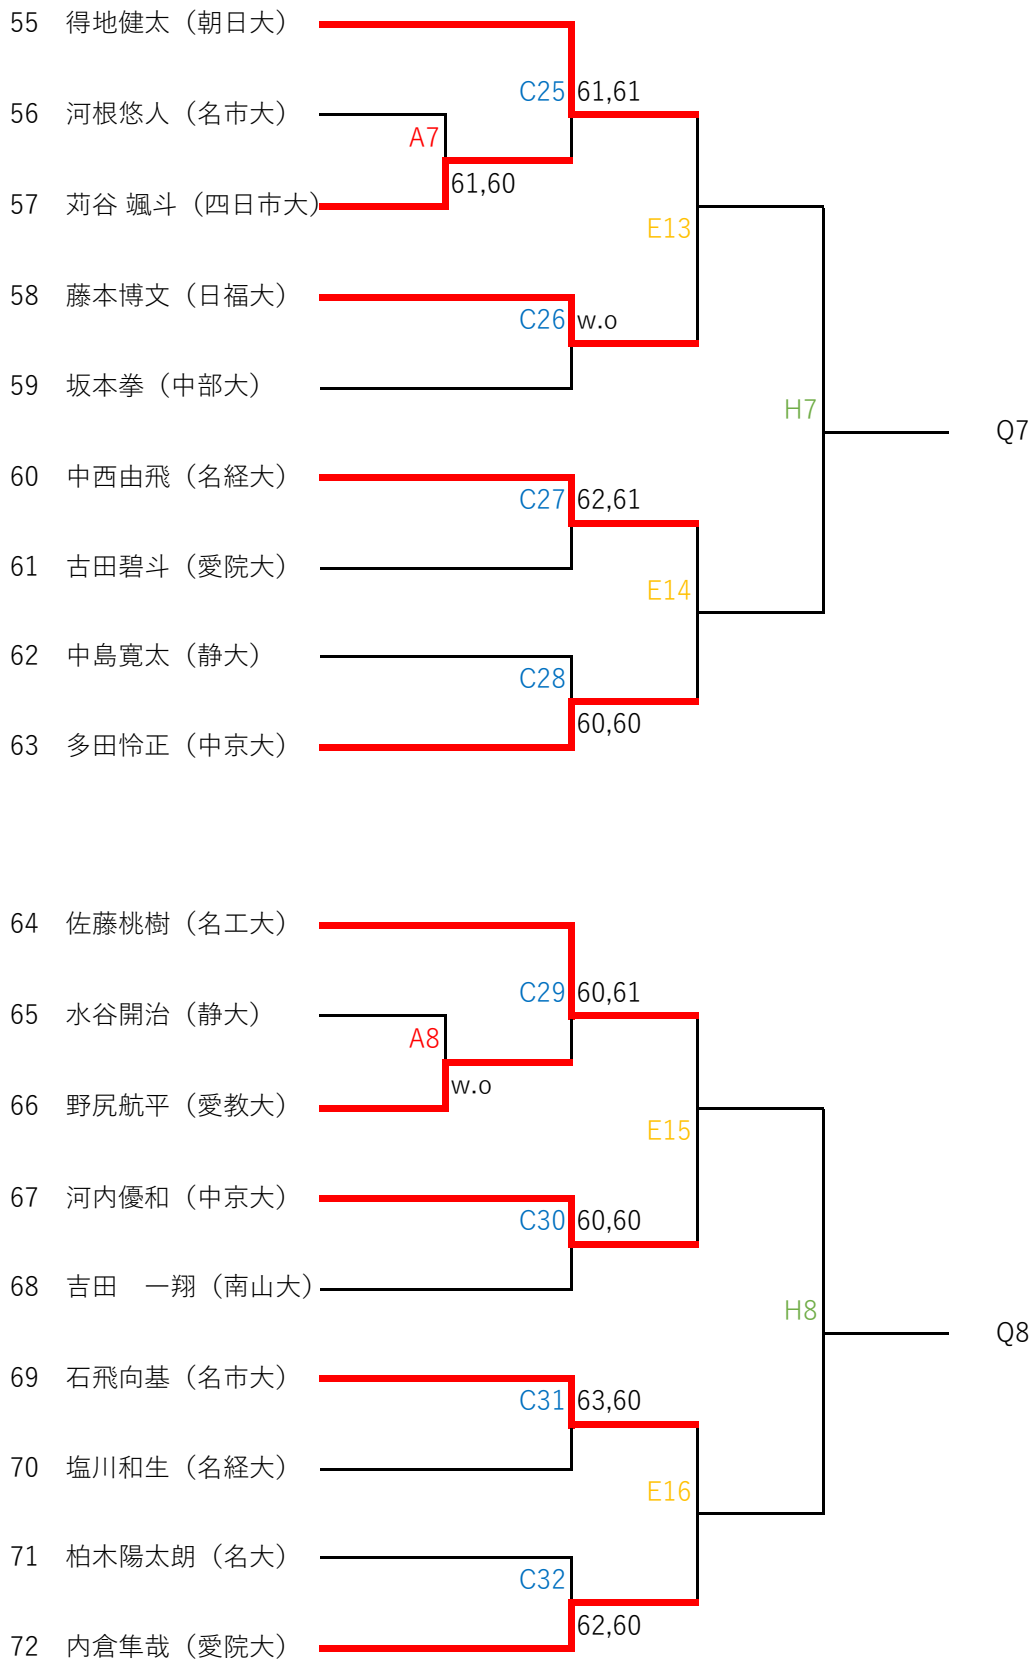 55 得地健太（朝日大）
C25 61,61
56 河根悠人（名市大）
A7
61,60
57 苅谷 颯斗（四日市大）
E13
58 藤本博文（日福大）
C26 w.o
59 坂本拳（中部大）
H7
Q7
60 中西由飛（名経大）
C27 62,61
61 古田碧斗（愛院大）
E14
62 中島寛太（静大）
C28
60,60
63 多田怜正（中京大）
64 佐藤桃樹（名工大）
C29 60,61
65 水谷開治（静大）
A8
w.o
66 野尻航平（愛教大）
E15
67 河内優和（中京大）
C30 60,60
68 吉田　一翔（南山大）
H8
Q8
69 石飛向基（名市大）
C31 63,60
70 塩川和生（名経大）
E16
71 柏木陽太朗（名大）
C32
62,60
72 内倉隼哉（愛院大）